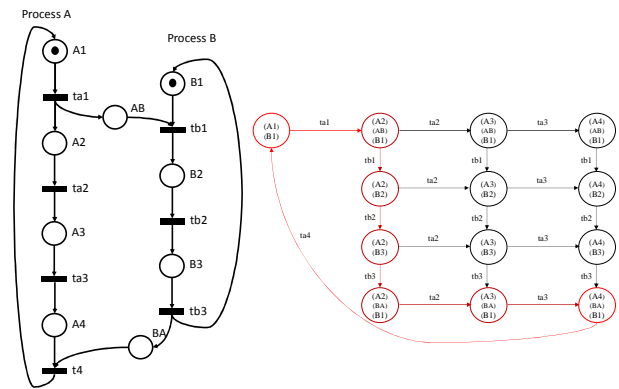 Process A
A1
ta1
AB
A2
ta2
A3
ta3
A4
t4
Process B
B1
tb1
B2
tb2
B3
tb3
BA
(A1)
(B1)
ta1
(A2)
(AB)
(B1)
ta2
(A3)
(AB)
(B1)
ta3
(A4)
(AB)
(B1)
tb1
tb1
tb1
(A2)
(B2)
ta2
(A3)
(B2)
ta3
(A4)
(B2)
tb2
tb2
tb2
ta4
(A2)
(B3)
ta2
(A3)
(B3)
ta3
(A4)
(B3)
tb3
tb3
tb3
(A2)
(BA)
(B1)
ta2
(A3)
(BA)
(B1)
ta3
(A4)
(BA)
(B1)